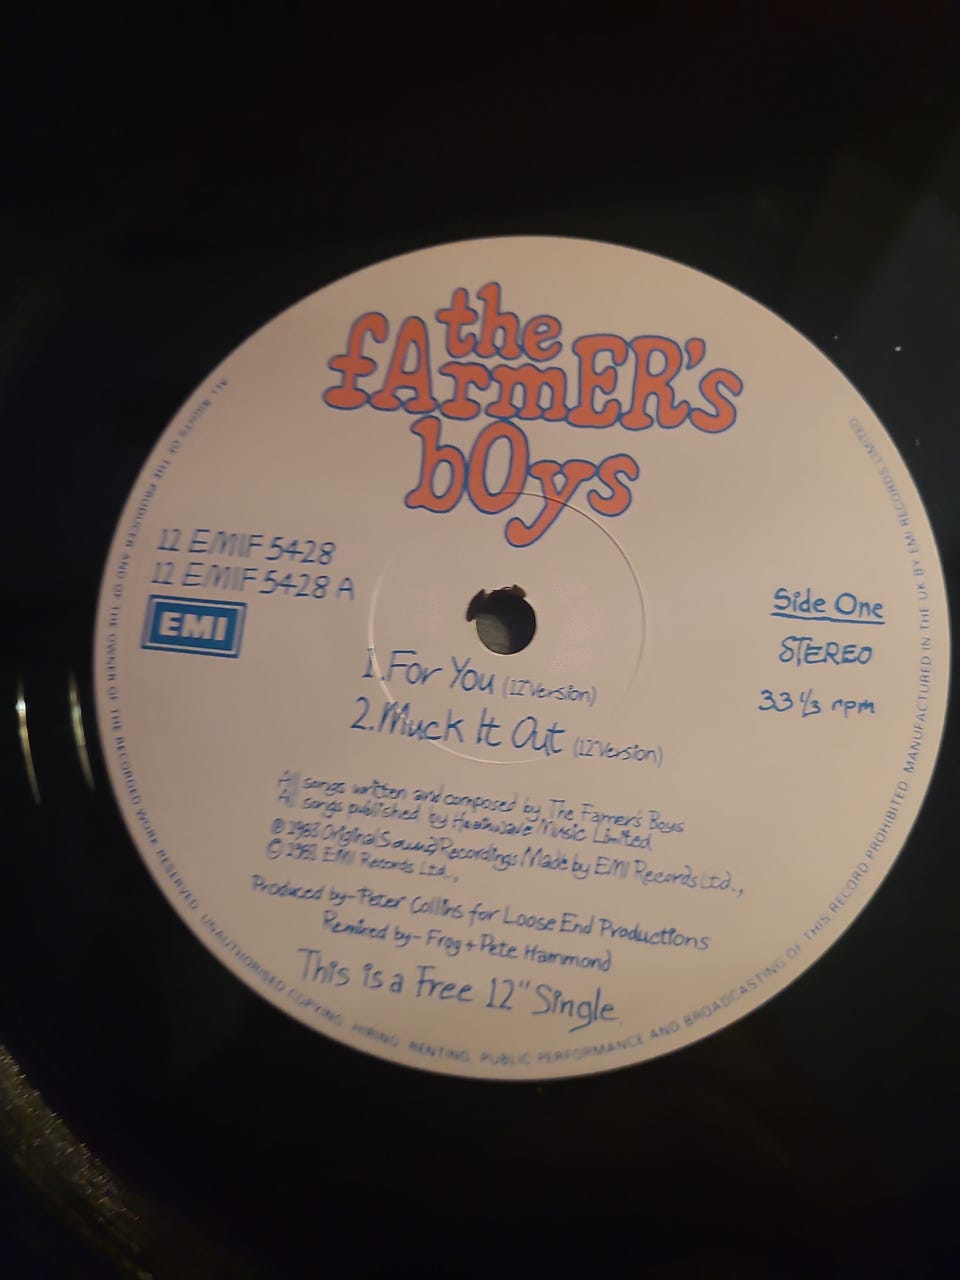 the
fArmER's
bOys
12 EMIF 5428
12 EMIF 5428 A
EMI
Side One
STEREO
33 1/3 rpm
1. For You (12" Version)
2. Muck It Out (12" Version)
All songs written and composed by The Famer's Boys
All songs published by Heathwave Music Limited
℗ 1983 Original Sound Recordings Made by EMI Records Ltd.,
© 1983 EMI Records Ltd.,
Produced by- Peter Collins for Loose End Productions
Remixed by- Frog + Pete Hammond
This is a Free 12" Single.
ALL RIGHTS OF THE PRODUCER AND OF THE OWNER OF THE RECORDED WORK RESERVED. UNAUTHORISED COPYING. HIRING. RENTING. PUBLIC PERFORMANCE AND BROADCASTING OF THIS RECORD PROHIBITED MANUFACTURED IN THE UK BY EMI RECORDS LIMITED